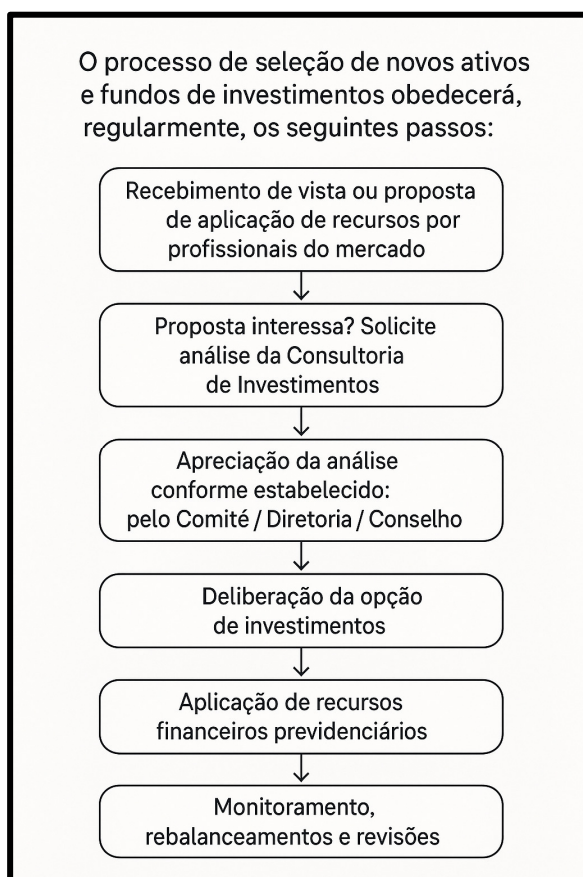 O processo de seleção de novos ativos
e fundos de investimentos obedecerá,
regularmente, os seguintes passos:
Recebimento de vista ou proposta
de aplicação de recursos por
profissionais do mercado
Proposta interessa? Solicite
análise da Consultoria
de Investimentos
Apreciação da análise
conforme estabelecido:
pelo Comité / Diretoria / Conselho
Deliberação da opção
de investimentos
Aplicação de recursos
financeiros previdenciários
Monitoramento,
rebalanceamentos e revisões